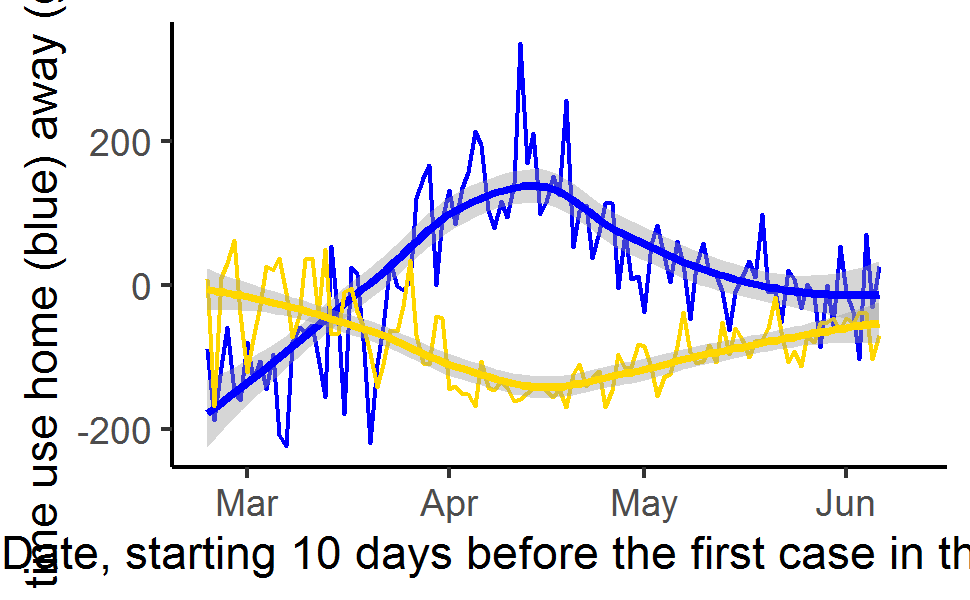 time use home (blue) away (
200
0
-200
Mar Apr May Jun
Date, starting 10 days before the first case in th